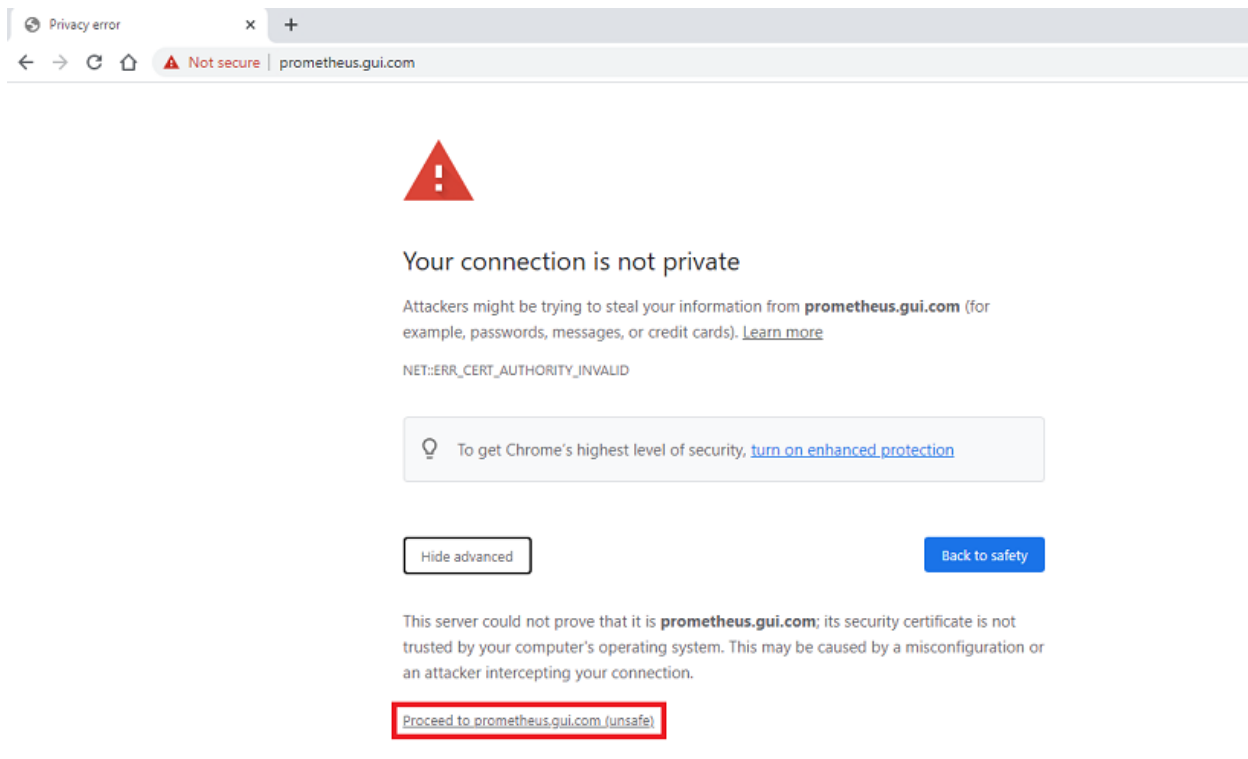 Privacy error
Not secure prometheus.gui.com
Your connection is not private
Attackers might be trying to steal your information from prometheus.gui.com (for
example, passwords, messages, or credit cards). Learn more
NET::ERR_CERT_AUTHORITY_INVALID
To get Chrome's highest level of security, turn on enhanced protection
Hide advanced
Back to safety
This server could not prove that it is prometheus.gui.com; its security certificate is not
trusted by your computer's operating system. This may be caused by a misconfiguration or
an attacker intercepting your connection.
Proceed to prometheus.gui.com (unsafe)